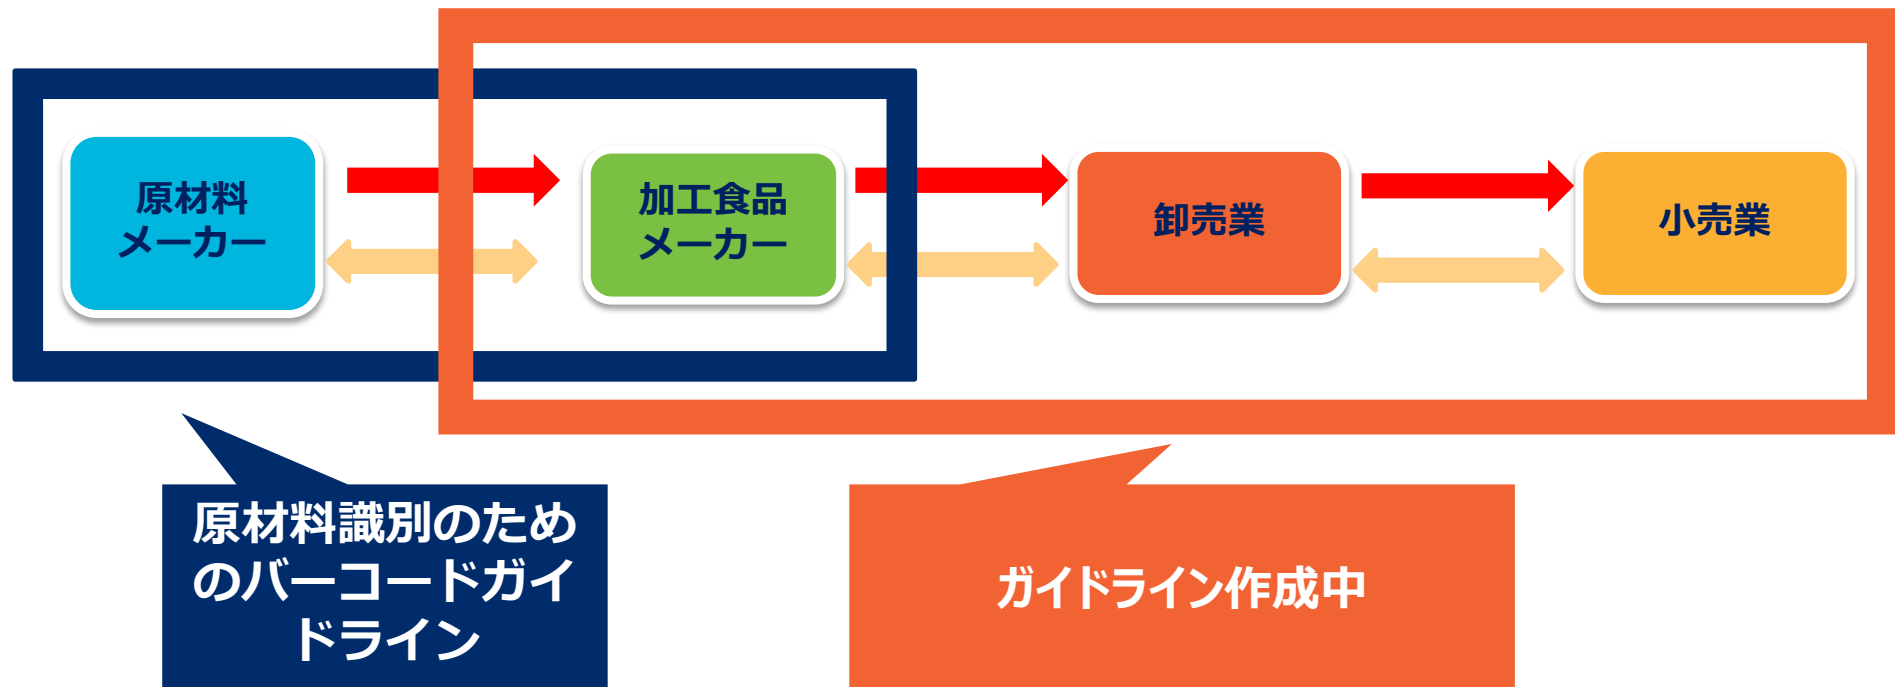 原材料
メーカー
加工食品
メーカー
卸売業
小売業
原材料識別のため
のバーコードガイ
ドライン
ガイドライン作成中